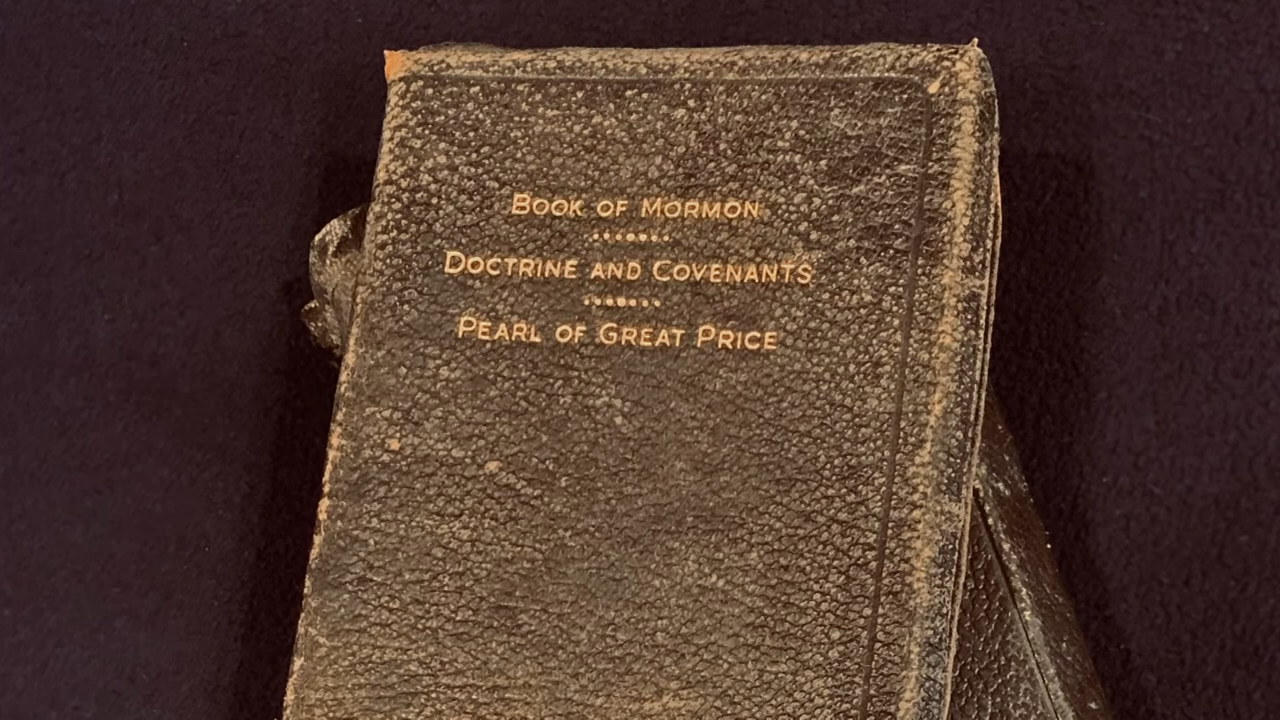 Book of Mormon
Doctrine and Covenants
Pearl of Great Price